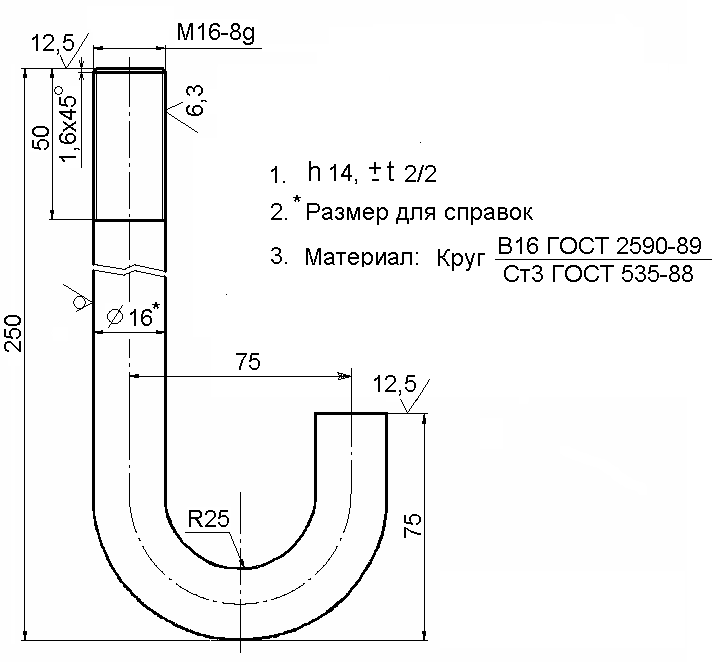 М16-8g
12,5
1,6x45°
50
6,3
1. h 14, ± t 2/2
2.* Размер для справок
3. Материал: Круг В16 ГОСТ 2590-89
Ст3 ГОСТ 535-88
250
⌀ 16*
75
12,5
R25
75